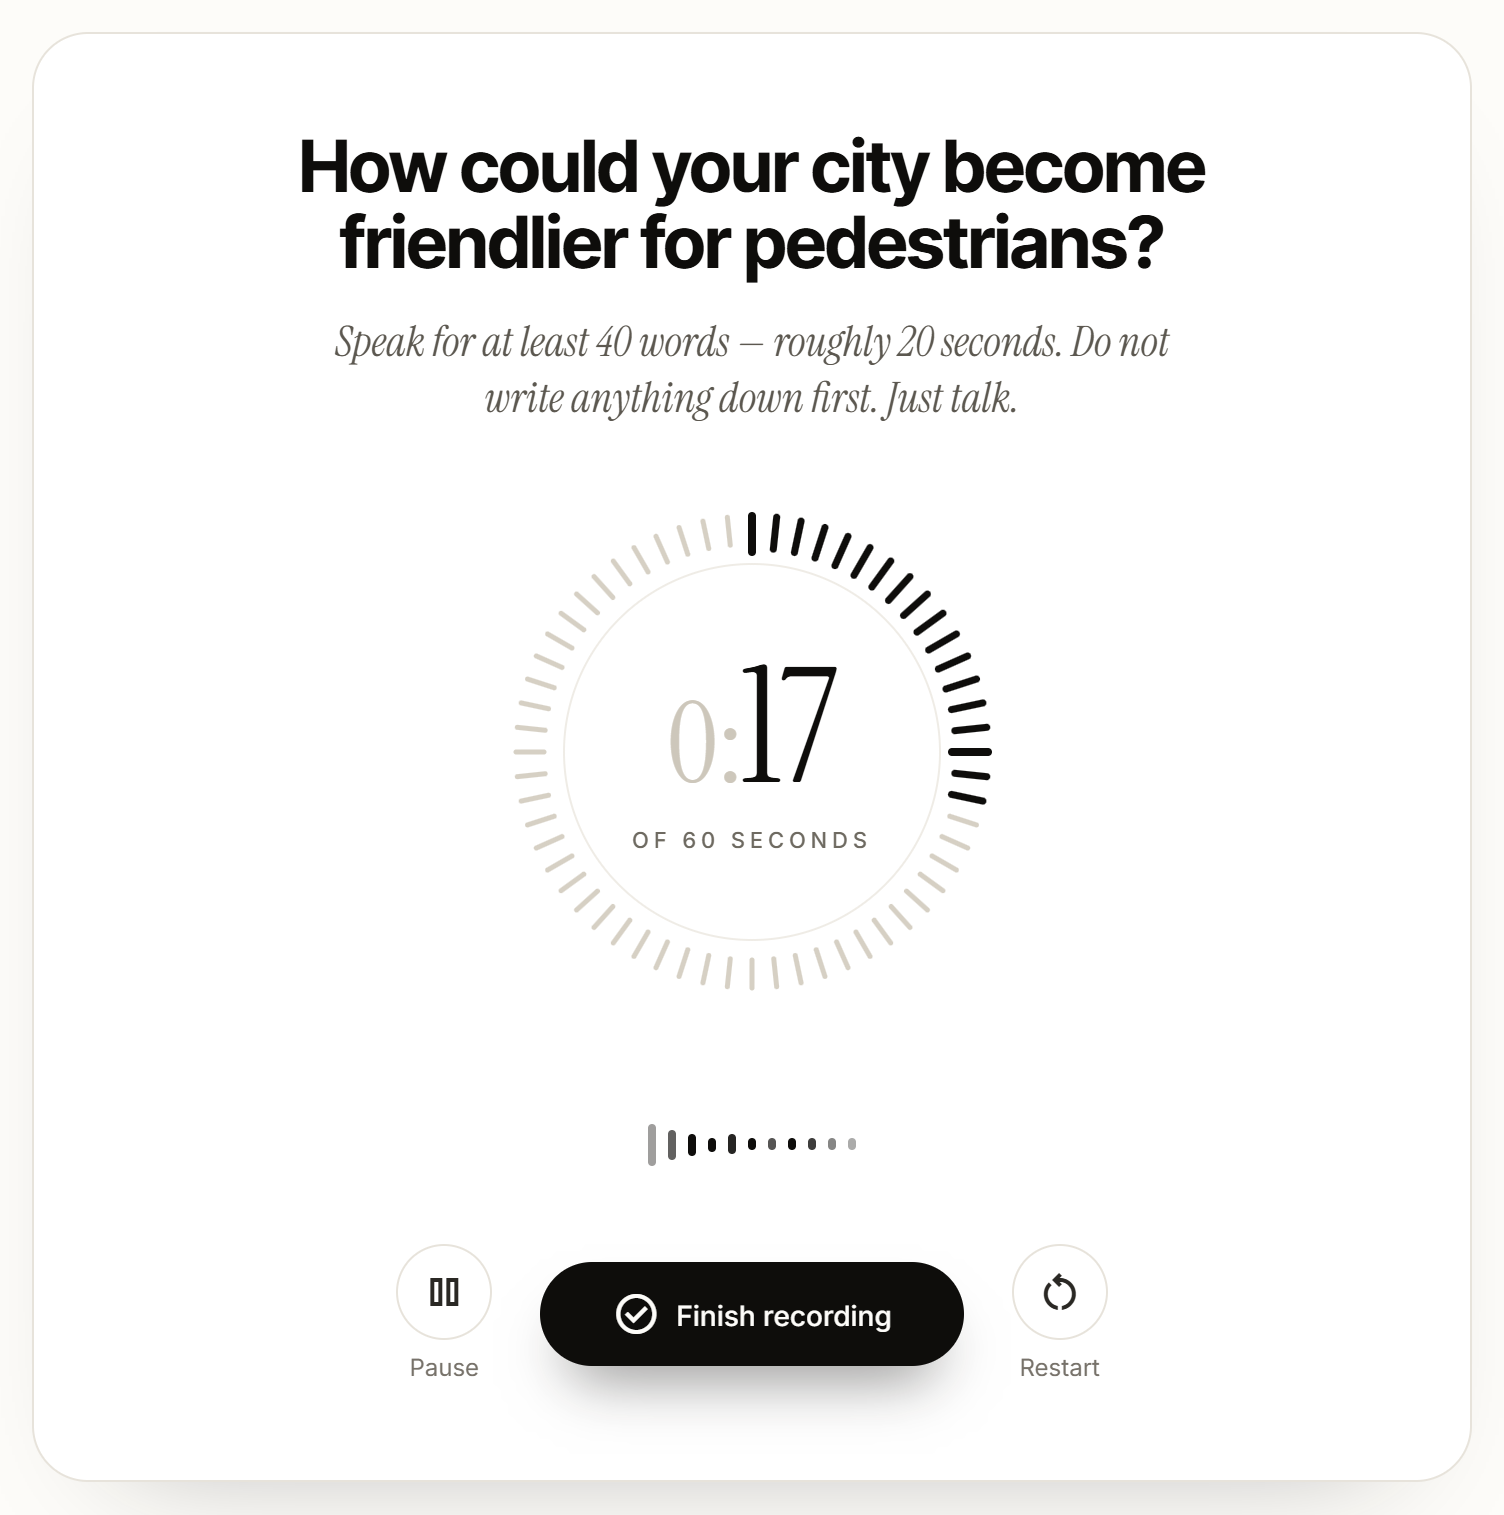 How could your city become
friendlier for pedestrians?
Speak for at least 40 words — roughly 20 seconds. Do not
write anything down first. Just talk.
0:17
OF 60 SECONDS
Finish recording
Pause
Restart